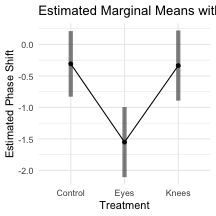 Estimated Marginal Means with
0.0
-0.5
-1.0
-1.5
-2.0
Estimated Phase Shift
Control Eyes Knees
Treatment